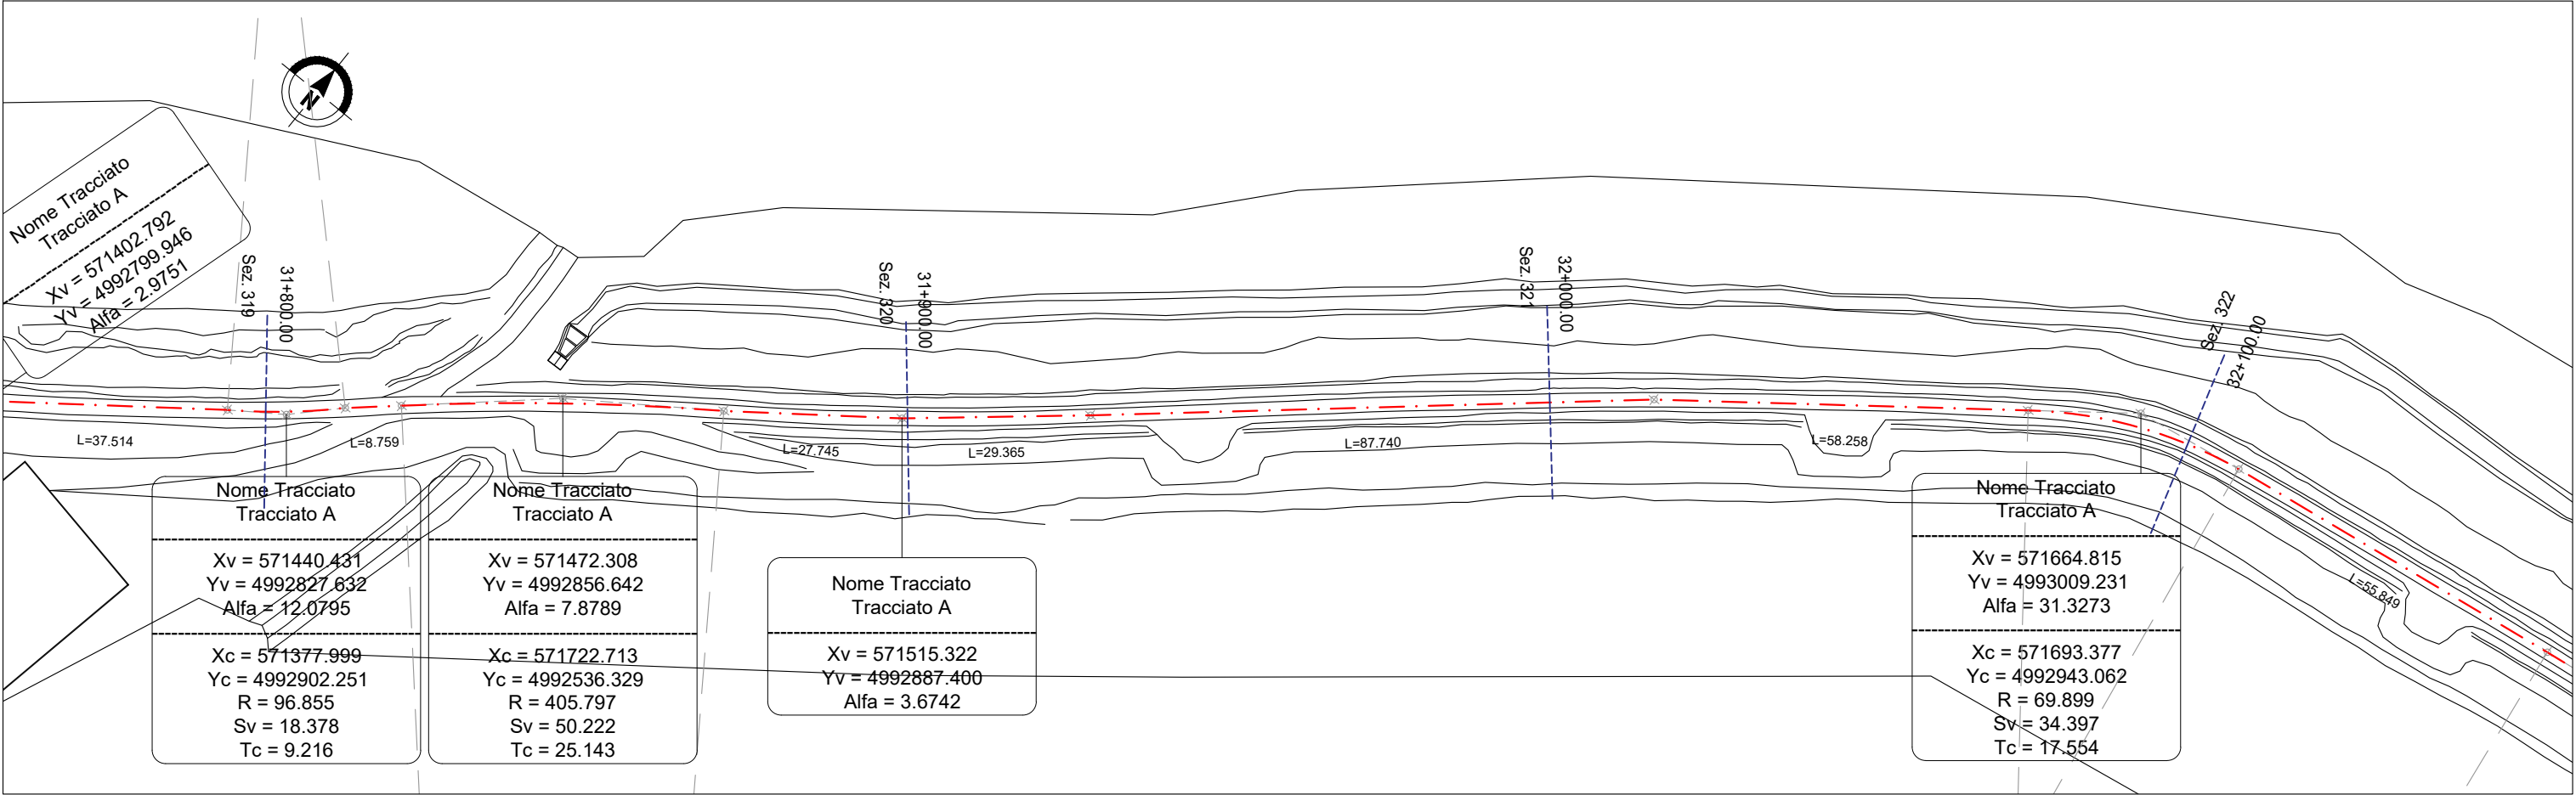 N
Nome Tracciato
Tracciato A
Xv = 571402.792
Yv = 4992799.946
Alfa = 2.9751
Sez. 319
31+800.00
Sez. 320
31+900.00
Sez. 321
32+000.00
Sez. 322
32+100.00
L=37.514
L=8.759
L=27.745
L=29.365
L=87.740
L=58.258
L=55.849
Nome Tracciato
Tracciato A
Xv = 571440.431
Yv = 4992827.632
Alfa = 12.0795
Xc = 571377.999
Yc = 4992902.251
R = 96.855
Sv = 18.378
Tc = 9.216
Nome Tracciato
Tracciato A
Xv = 571472.308
Yv = 4992856.642
Alfa = 7.8789
Xc = 571722.713
Yc = 4992536.329
R = 405.797
Sv = 50.222
Tc = 25.143
Nome Tracciato
Tracciato A
Xv = 571515.322
Yv = 4992887.400
Alfa = 3.6742
Nome Tracciato
Tracciato A
Xv = 571664.815
Yv = 4993009.231
Alfa = 31.3273
Xc = 571693.377
Yc = 4992943.062
R = 69.899
Sv = 34.397
Tc = 17.554